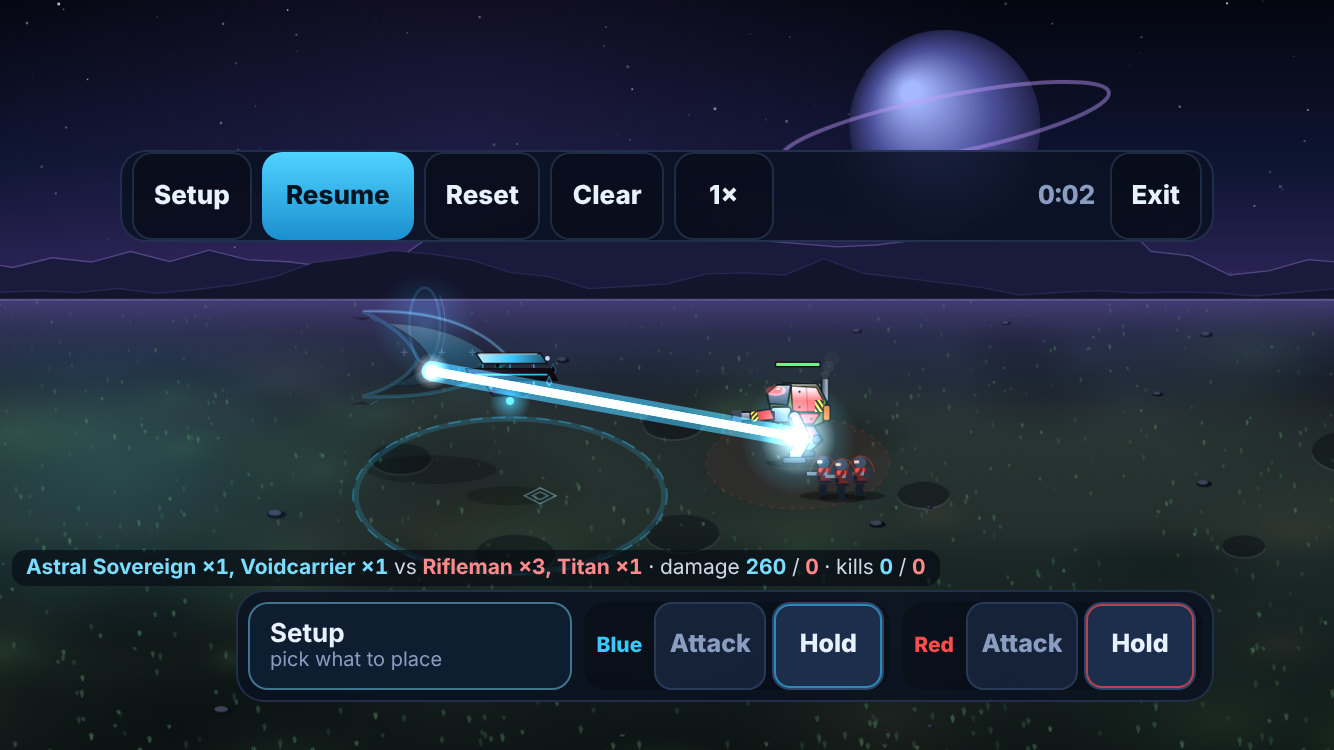 Setup Resume Reset Clear 1× 0:02 Exit
Astral Sovereign ×1, Voidcarrier ×1 vs Rifleman ×3, Titan ×1 · damage 260 / 0 · kills 0 / 0
Setup
pick what to place
Blue Attack Hold Red Attack Hold